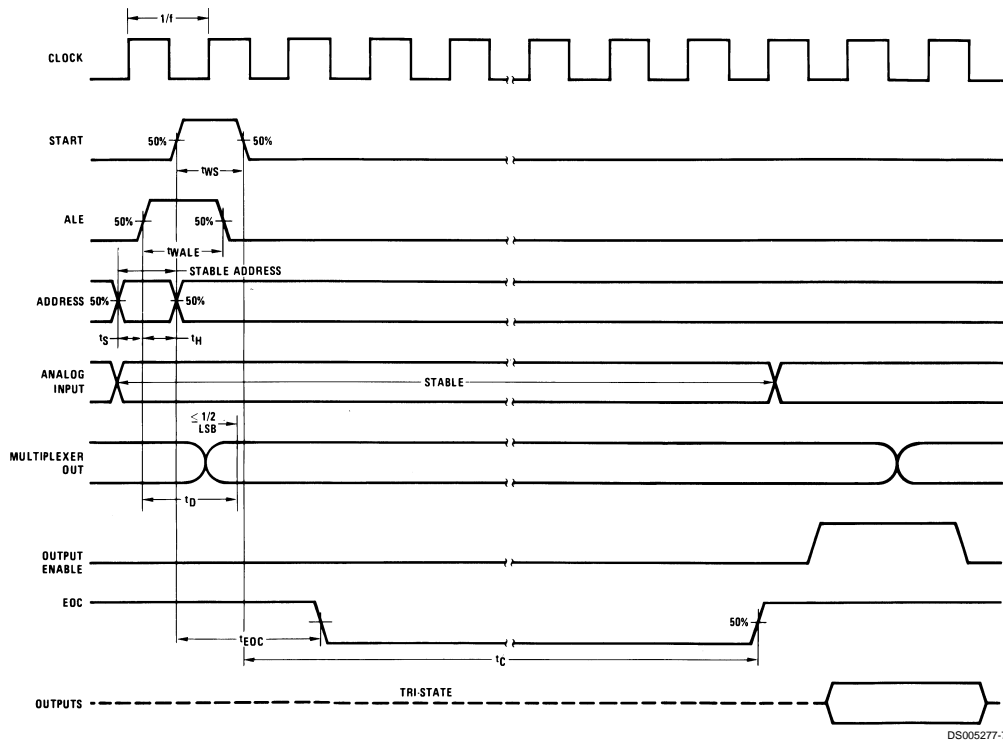 1/f
CLOCK
START
50%
50%
tWS
ALE
50%
50%
tWALE
STABLE ADDRESS
ADDRESS
50%
50%
tS
tH
ANALOG
INPUT
STABLE
≤ 1/2
LSB
MULTIPLEXER
OUT
tD
OUTPUT
ENABLE
EOC
50%
tEOC
tC
TRI-STATE
OUTPUTS